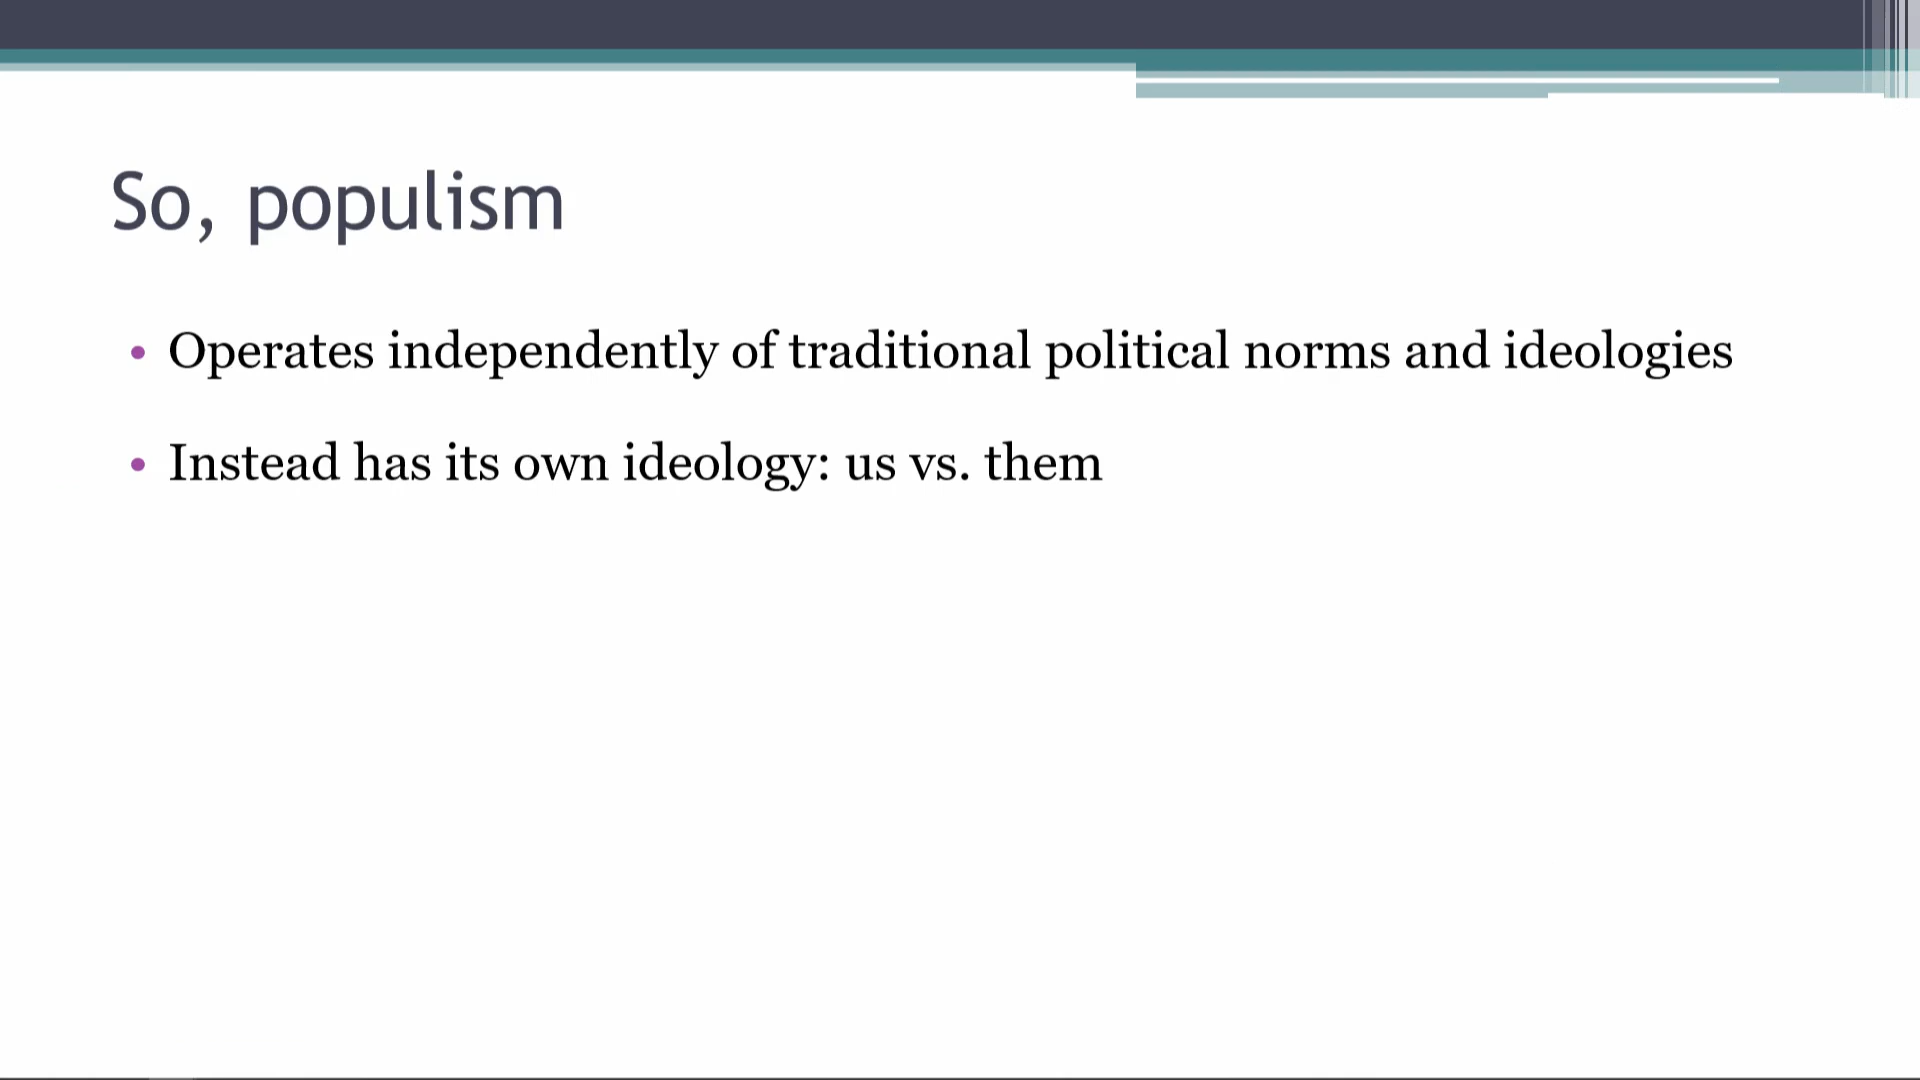 So, populism
• Operates independently of traditional political norms and ideologies
• Instead has its own ideology: us vs. them